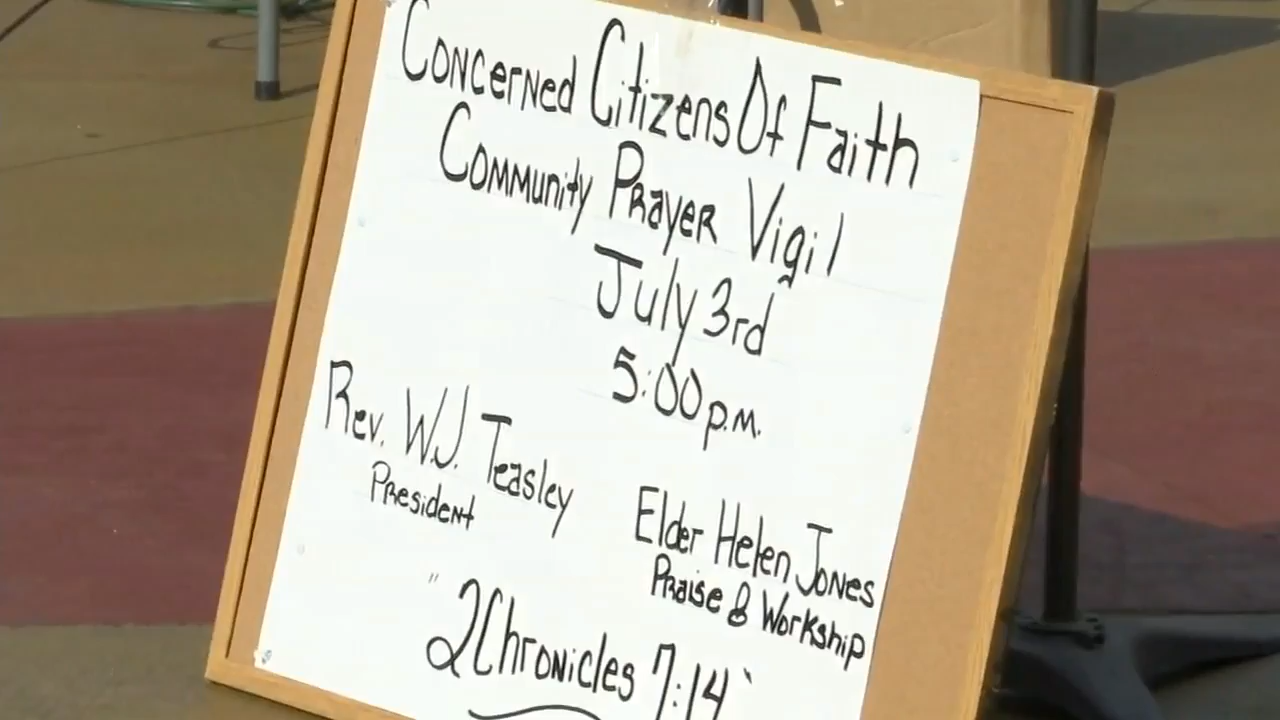 Concerned Citizens Of Faith
Community Prayer Vigil
July 3rd
5:00 p.m.
Rev. W.J. Teasley
President
Elder Helen Jones
Praise & Workship
"2Chronicles 7:14"